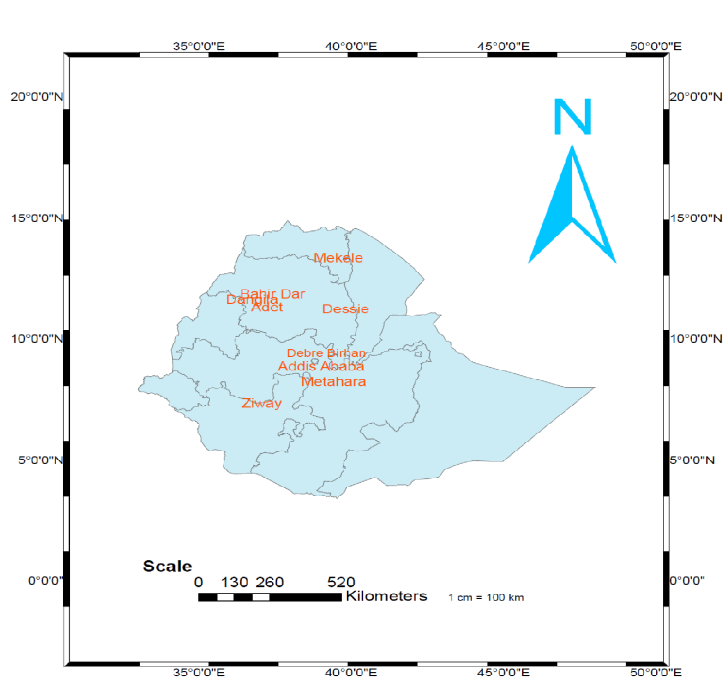 35°0'0"E 40°0'0"E 45°0'0"E 50°0'0"E
20°0'0"N 20°0'0"N
N
15°0'0"N 15°0'0"N
Mekele
Bahir Dar
Dangila
Adet
Dessie
10°0'0"N 10°0'0"N
Debre Birhan
Addis Ababa
Metahara
Ziway
5°0'0"N 5°0'0"N
Scale
0 130 260 520
Kilometers 1 cm = 100 km
0°0'0" 0°0'0"
35°0'0"E 40°0'0"E 45°0'0"E 50°0'0"E